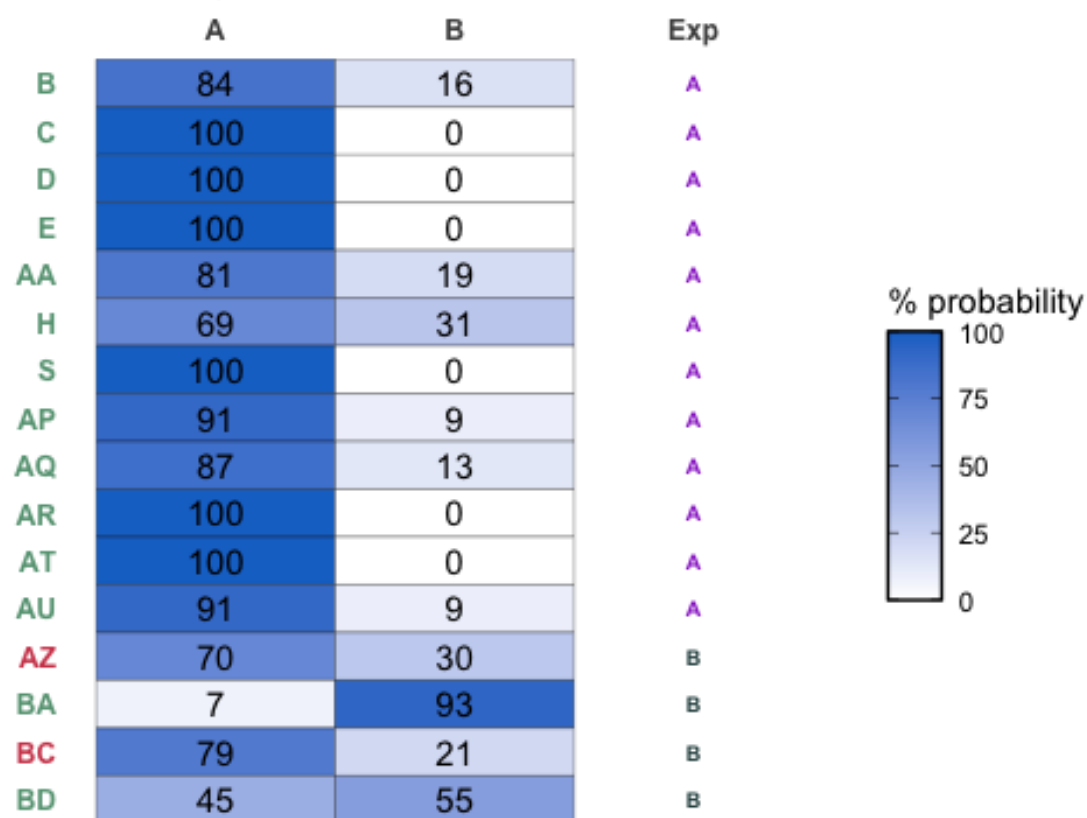 A B Exp
B 84 16 A
C 100 0 A
D 100 0 A
E 100 0 A
AA 81 19 A
H 69 31 A
S 100 0 A
AP 91 9 A
AQ 87 13 A
AR 100 0 A
AT 100 0 A
AU 91 9 A
AZ 70 30 B
BA 7 93 B
BC 79 21 B
BD 45 55 B
% probability
100
75
50
25
0